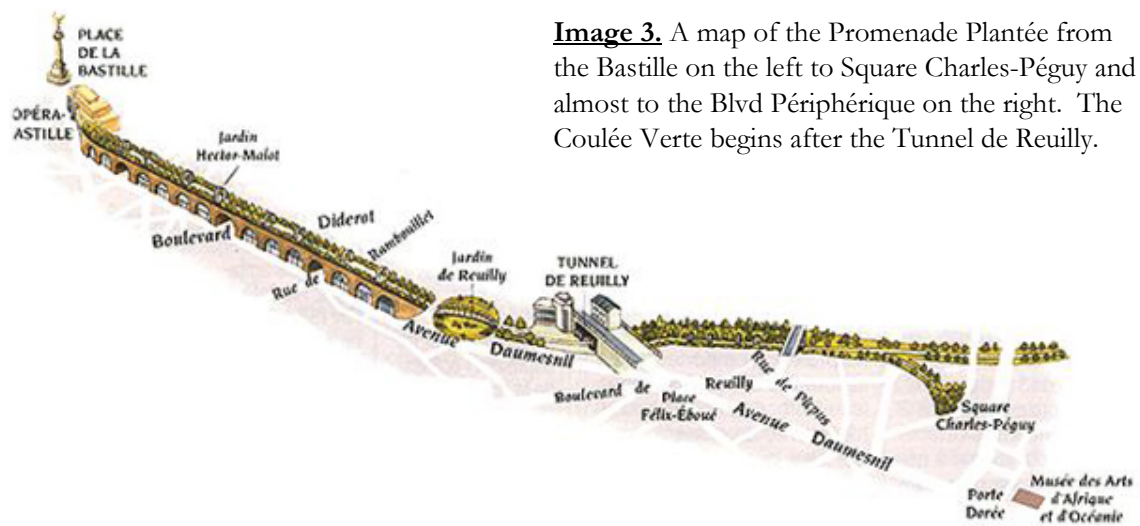 Image 3. A map of the Promenade Plantée from
the Bastille on the left to Square Charles-Péguy and
almost to the Blvd Périphérique on the right. The
Coulée Verte begins after the Tunnel de Reuilly.
PLACE
DE LA
BASTILLE
OPÉRA-
ASTILLE
Jardin
Hector-Malot
Boulevard Diderot
Rue de Rambouillet
Jardin
de Reuilly
TUNNEL
DE REUILLY
Avenue Daumesnil
Boulevard de Reuilly
Rue de Picpus
Place
Félix-Éboué
Avenue Daumesnil
Square
Charles-Péguy
Porte
Dorée
Musée des Arts
d'Afrique
et d'Océanie